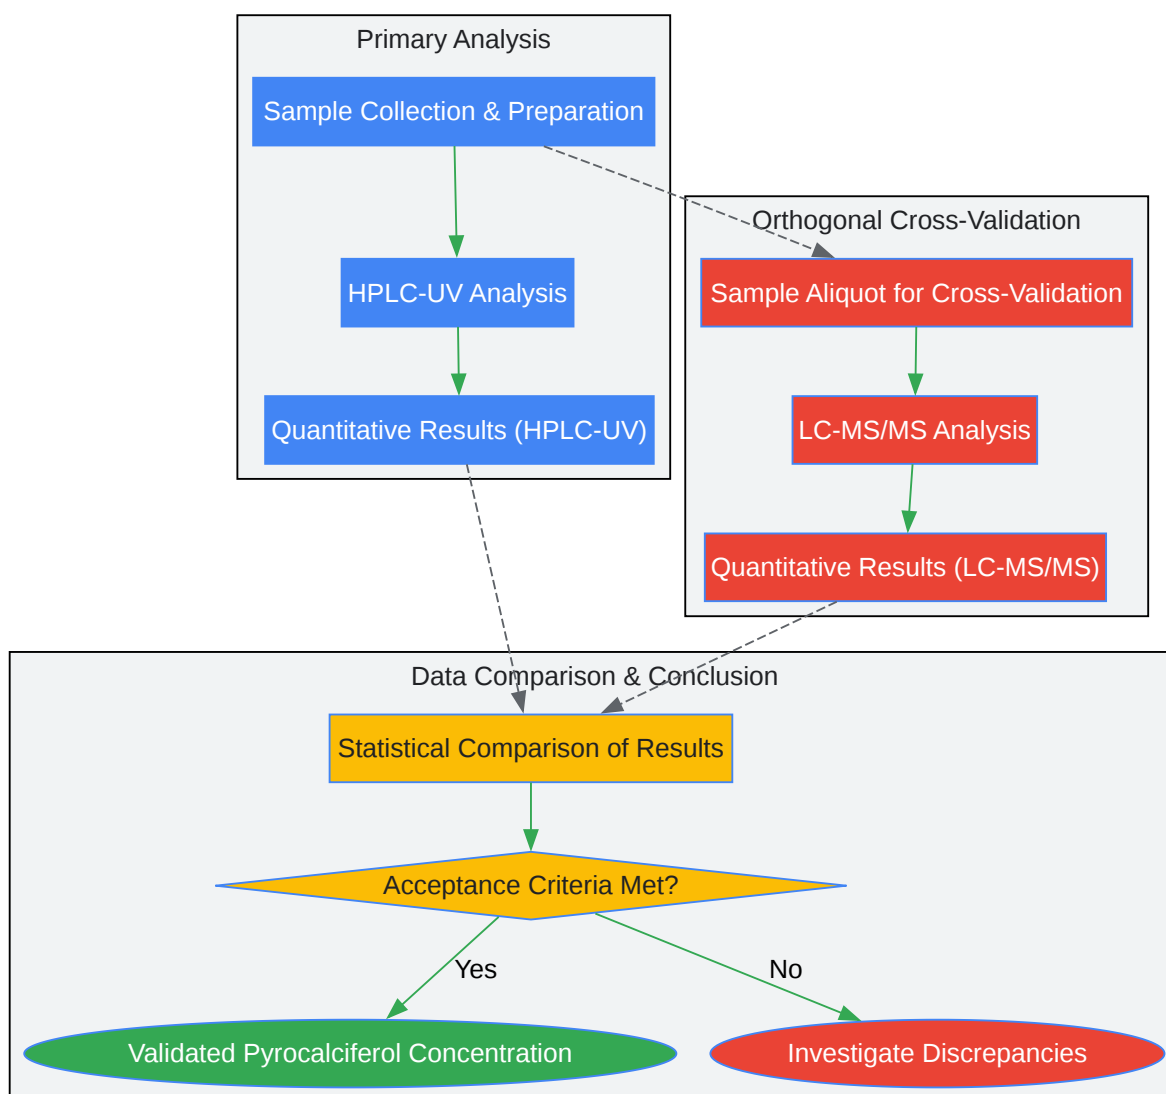 Primary Analysis
Sample Collection & Preparation
HPLC-UV Analysis
Quantitative Results (HPLC-UV)
Orthogonal Cross-Validation
Sample Aliquot for Cross-Validation
LC-MS/MS Analysis
Quantitative Results (LC-MS/MS)
Data Comparison & Conclusion
Statistical Comparison of Results
Acceptance Criteria Met?
Yes
No
Validated Pyrocalciferol Concentration
Investigate Discrepancies